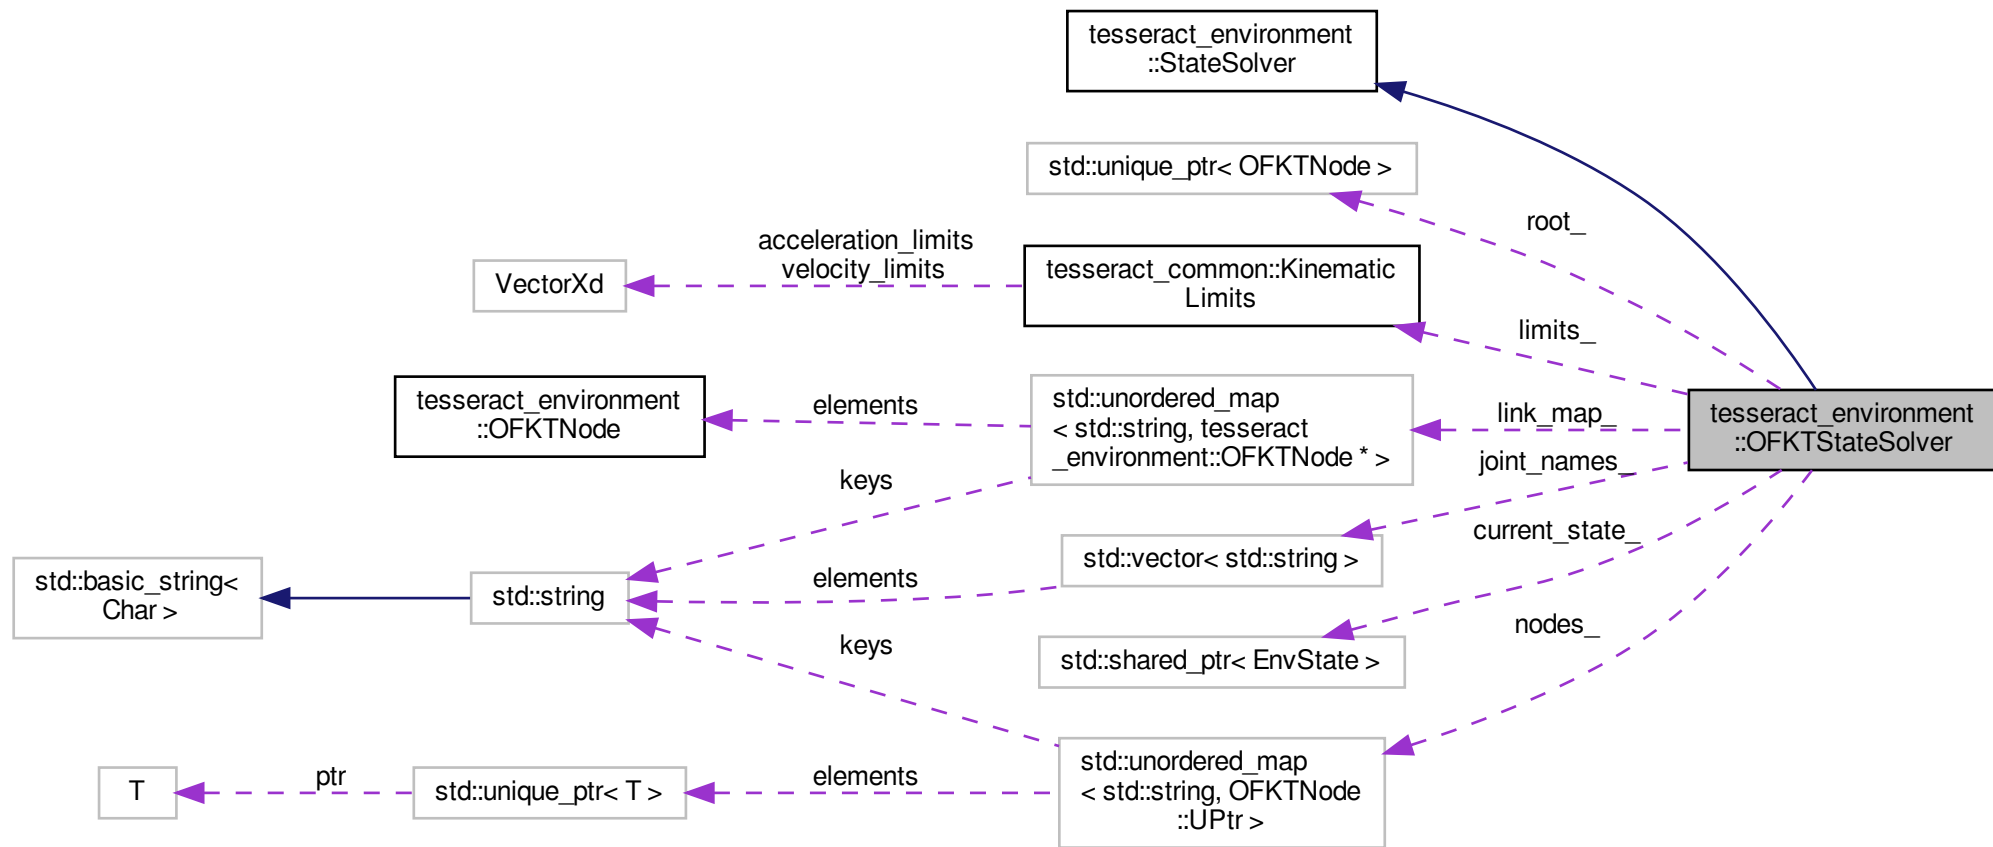 tesseract_environment
::StateSolver
std::unique_ptr< OFKTNode >
root_
acceleration_limits
velocity_limits
VectorXd
tesseract_common::Kinematic
Limits
limits_
tesseract_environment
::OFKTNode
elements
std::unordered_map
< std::string, tesseract
_environment::OFKTNode * >
link_map_
tesseract_environment
::OFKTStateSolver
joint_names_
keys
current_state_
std::vector< std::string >
std::basic_string<
Char >
std::string
elements
nodes_
keys
std::shared_ptr< EnvState >
T
ptr
std::unique_ptr< T >
elements
std::unordered_map
< std::string, OFKTNode
::UPtr >